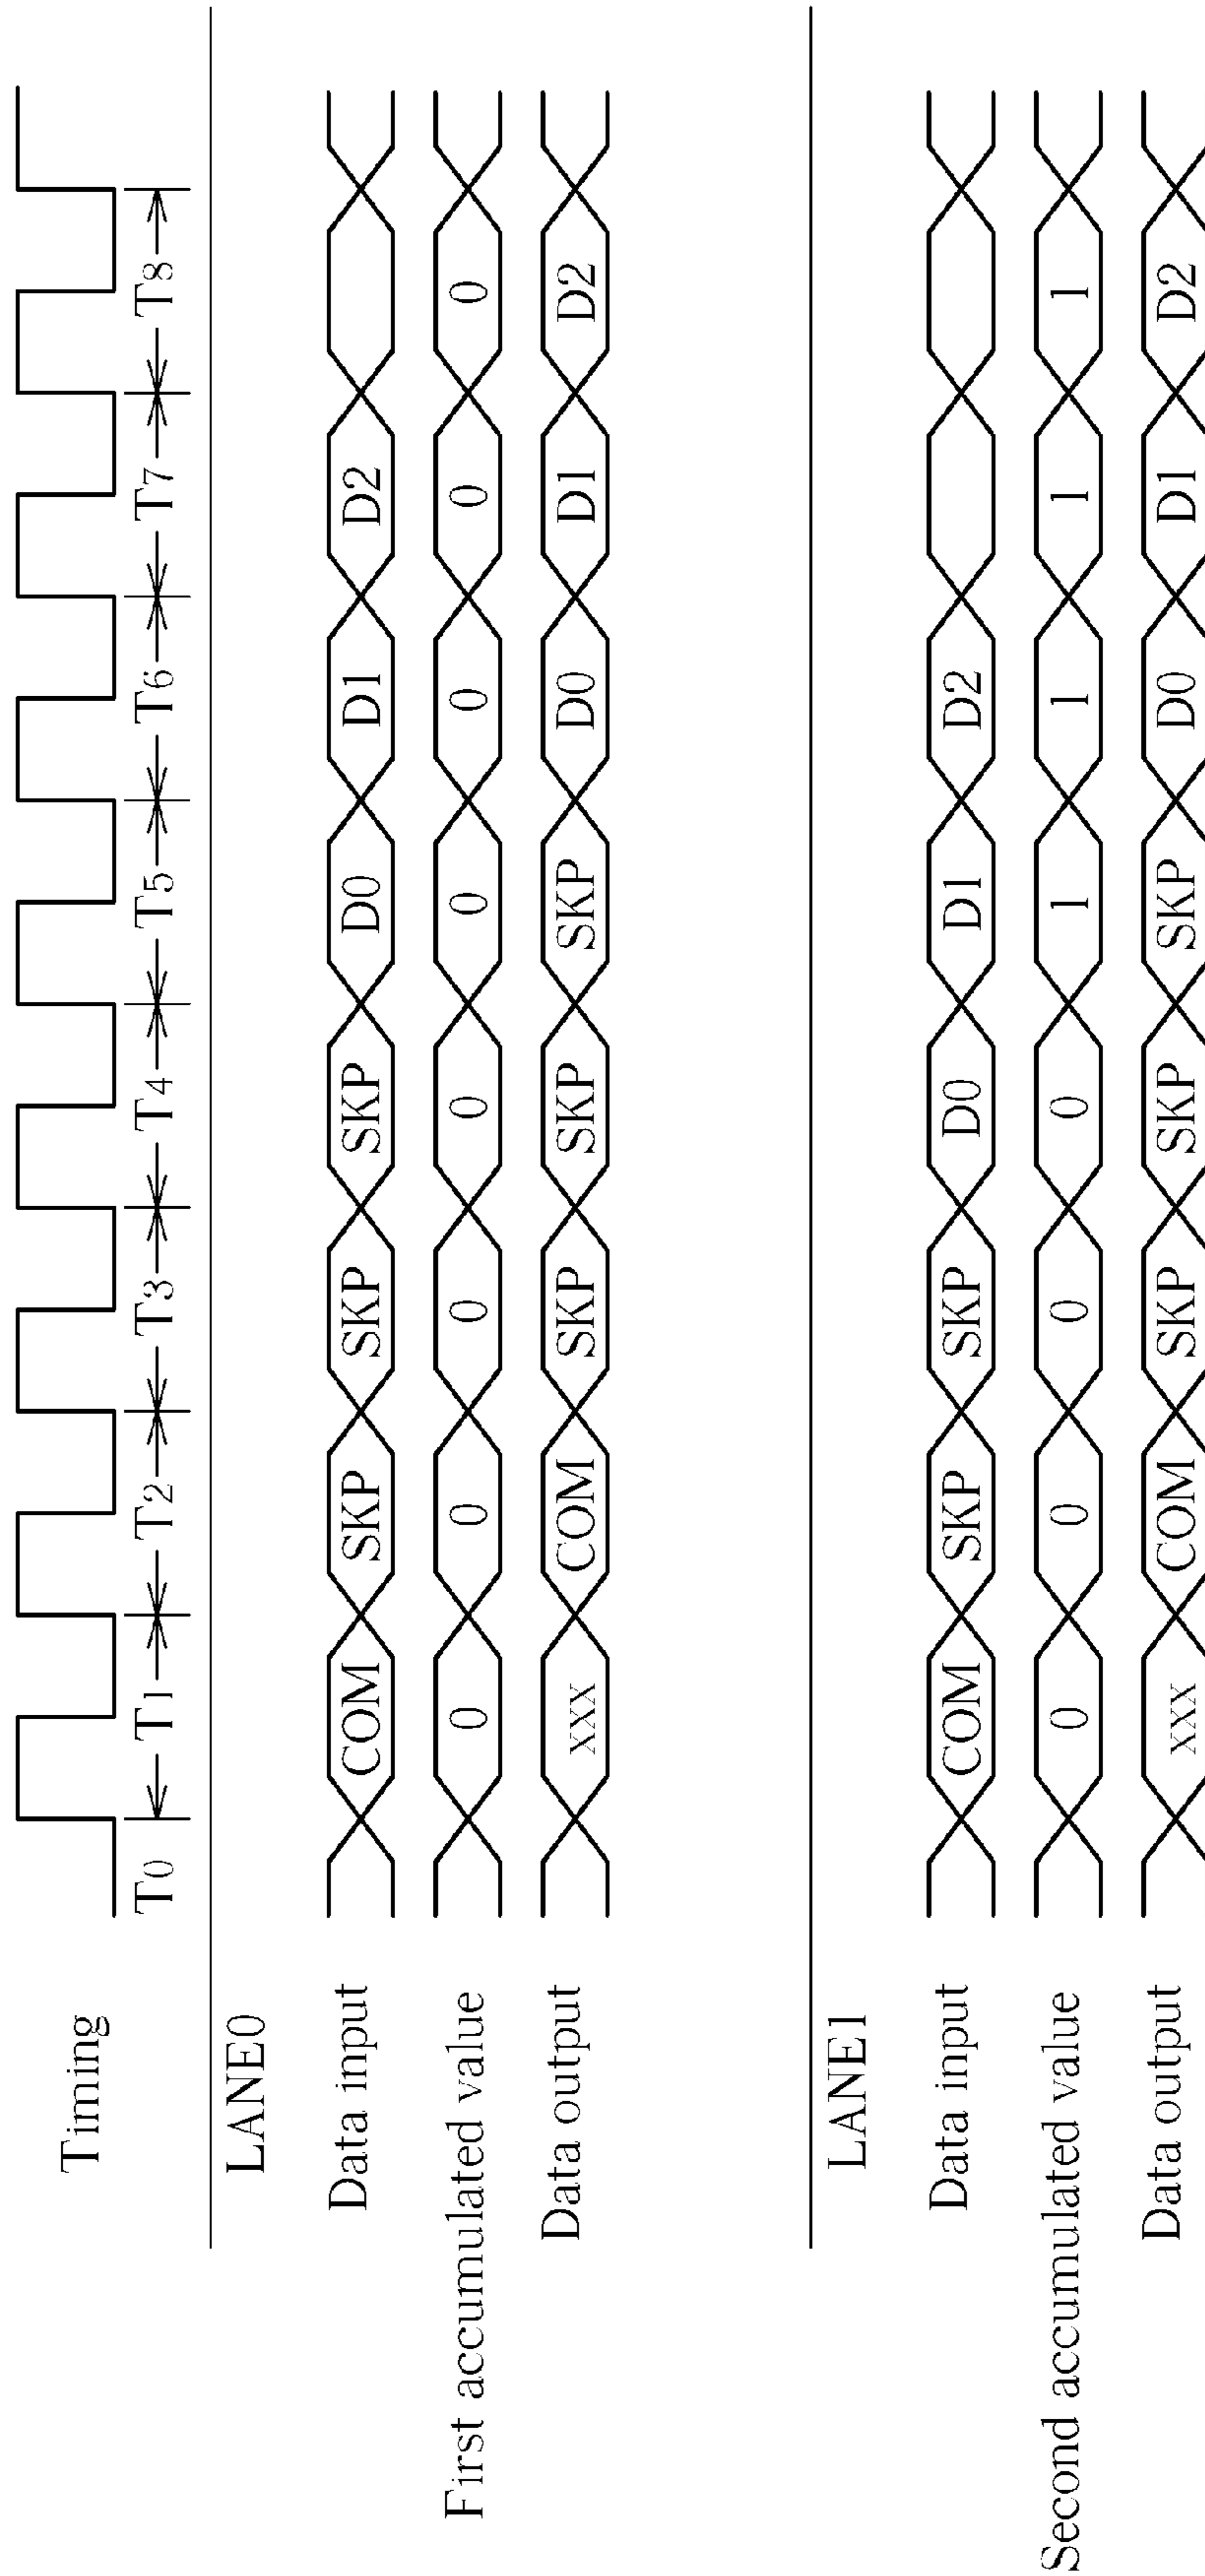 Timing
T0 T1 T2 T3 T4 T5 T6 T7 T8
LANE0
Data input COM SKP SKP SKP D0 D1 D2
First accumulated value 0 0 0 0 0 0 0 0
Data output xxx COM SKP SKP SKP D0 D1 D2
LANE1
Data input COM SKP SKP D0 D1 D2
Second accumulated value 0 0 0 0 1 1 1 1
Data output xxx COM SKP SKP SKP D0 D1 D2